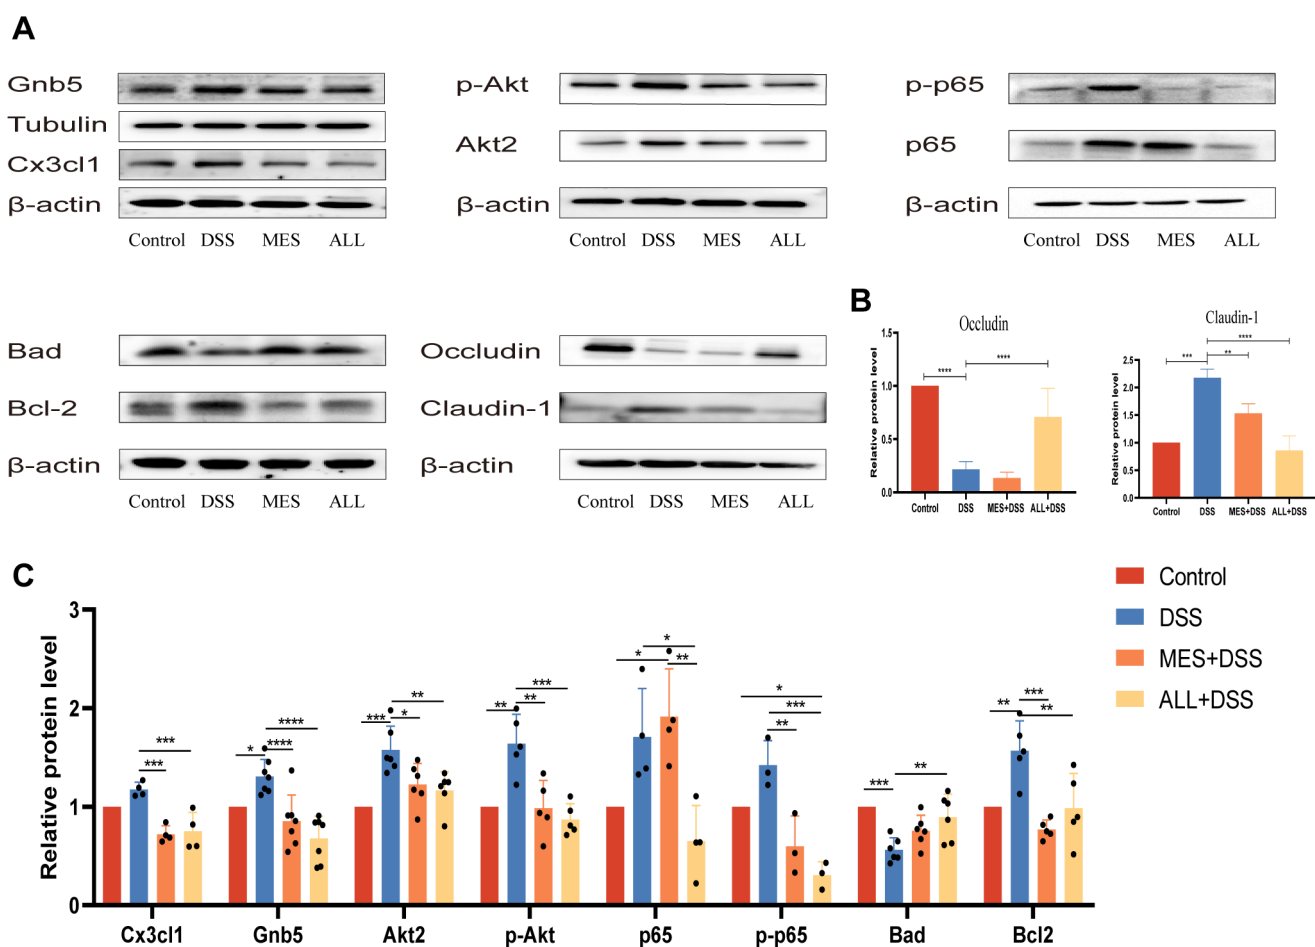 A
Gnb5
Tubulin
Cx3cl1
β-actin
Control DSS MES ALL
p-Akt
Akt2
β-actin
Control DSS MES ALL
p-p65
p65
β-actin
Control DSS MES ALL
Bad
Bcl-2
β-actin
Control DSS MES ALL
Occludin
Claudin-1
β-actin
Control DSS MES ALL
B
Occludin
Relative protein level
1.5
1.0
0.5
0.0
**** ****
Control DSS MES+DSS ALL+DSS
Claudin-1
Relative protein level
2.5
2.0
1.5
1.0
0.5
0.0
****
*** **
Control DSS MES+DSS ALL+DSS
C
Relative protein level
3
2
1
0
*** ***
* **** ****
*** * **
** ** ***
* * **
* *** **
*** **
** *** **
Cx3cl1 Gnb5 Akt2 p-Akt p65 p-p65 Bad Bcl2
Control
DSS
MES+DSS
ALL+DSS